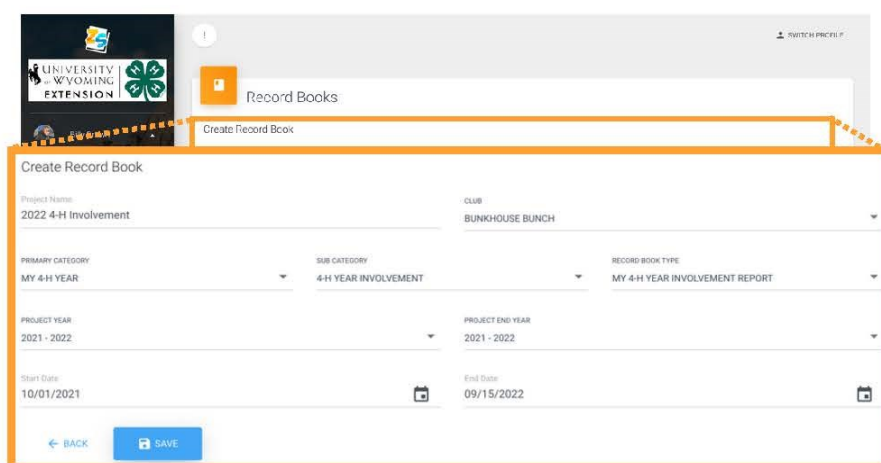 SWITCH PROFILE
UNIVERSITY
OF WYOMING
EXTENSION
Record Books
Create Record Book
Create Record Book
Project Name
2022 4-H Involvement
CLUB
BUNKHOUSE BUNCH
PRIMARY CATEGORY
MY 4-H YEAR
SUB CATEGORY
4-H YEAR INVOLVEMENT
RECORD BOOK TYPE
MY 4-H YEAR INVOLVEMENT REPORT
PROJECT YEAR
2021 - 2022
PROJECT END YEAR
2021 - 2022
Start Date
10/01/2021
End Date
09/15/2022
BACK
SAVE